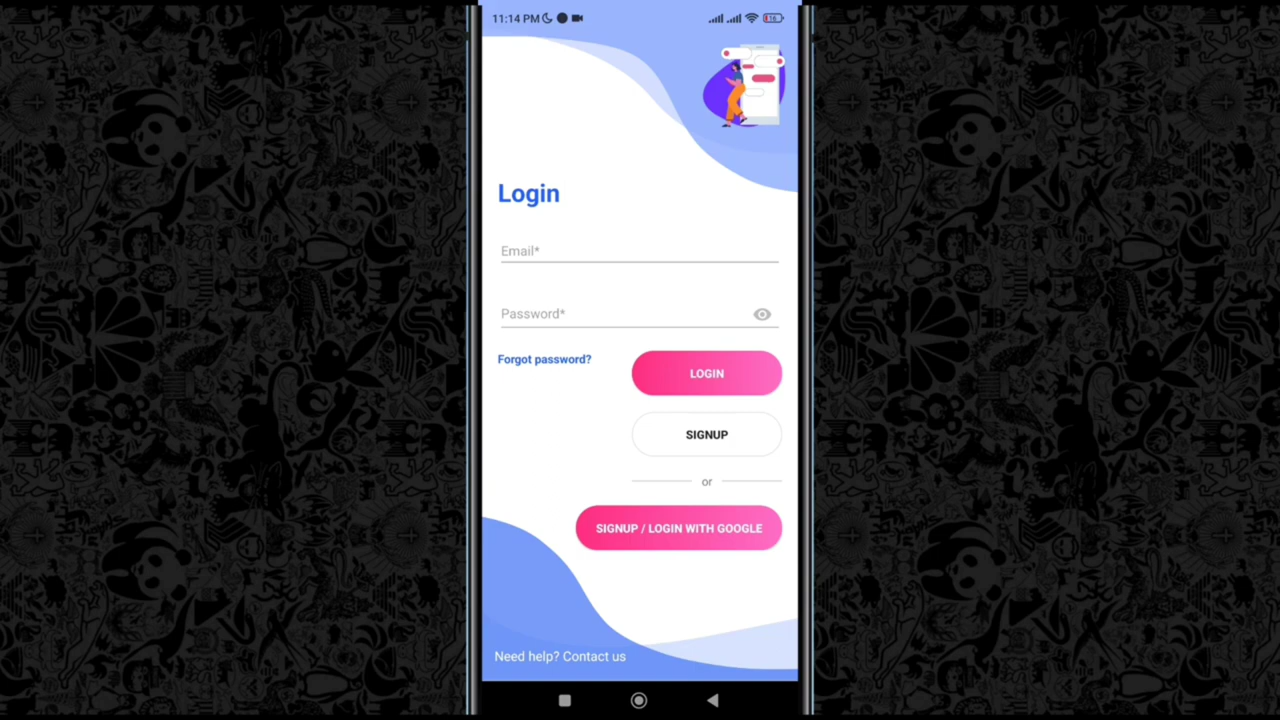 11:14 PM
16
Login
Email*
Password*
Forgot password?
LOGIN
SIGNUP
or
SIGNUP / LOGIN WITH GOOGLE
Need help? Contact us